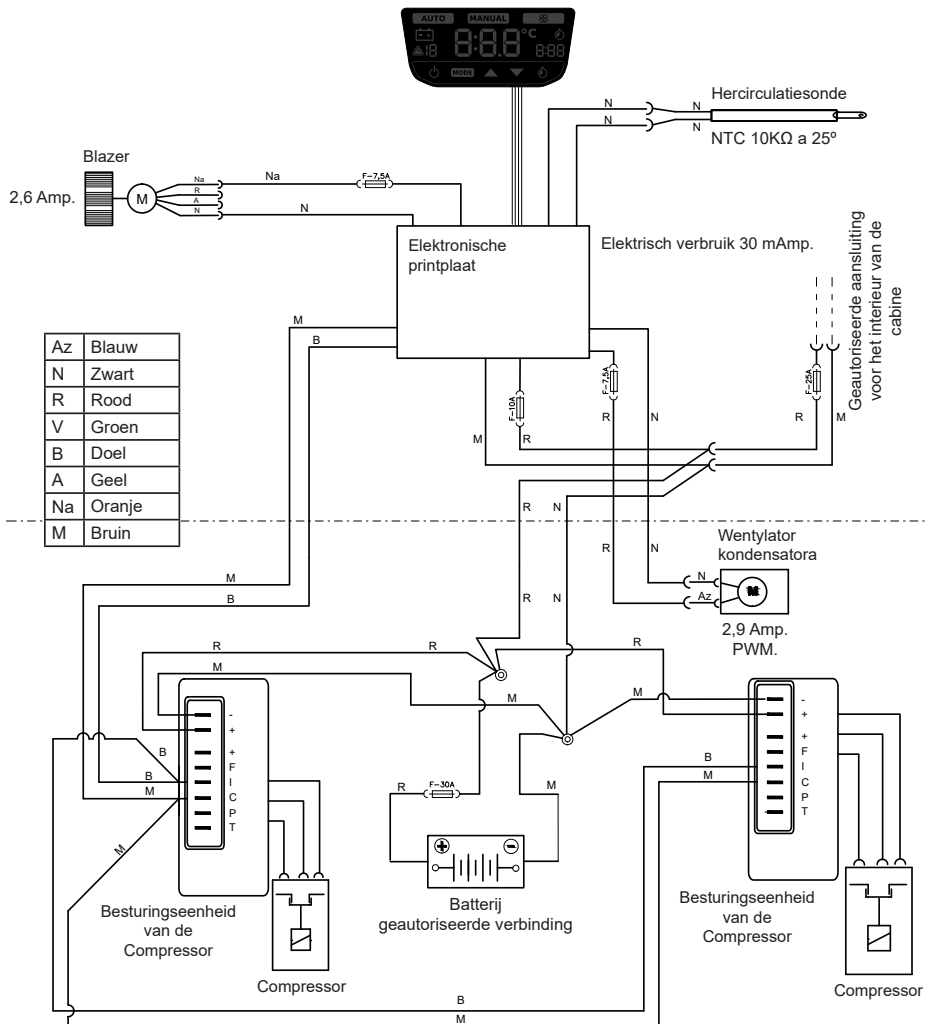 AUTO MANUAL
8:8.8 °C
18 8:88
MODE
N
N
N
N
Hercirculatiesonde
NTC 10KΩ a 25º
Blazer
2,6 Amp.
M
Na
R
A
N
Na
F-7,5A
N
Elektronische
printplaat
Elektrisch verbruik 30 mAmp.
Geautoriseerde aansluiting
voor het interieur van de
cabine
M
B
F-10A
F-7,5A
F-25A
M
R
R
N
R
M
Az Blauw
N Zwart
R Rood
V Groen
B Doel
A Geel
Na Oranje
M Bruin
R
N
R
N
Wentylator
kondensatora
N
Az
M
2,9 Amp.
PWM.
M
B
R
N
R
R
R
M
M
M
-
+
+
F
I
C
P
T
B
B
M
M
-
+
+
F
I
C
P
T
B
M
R
F-30A
M
+
-
Batterij
geautoriseerde verbinding
Besturingseenheid
van de
Compressor
Compressor
Besturingseenheid
van de
Compressor
Compressor
B
M